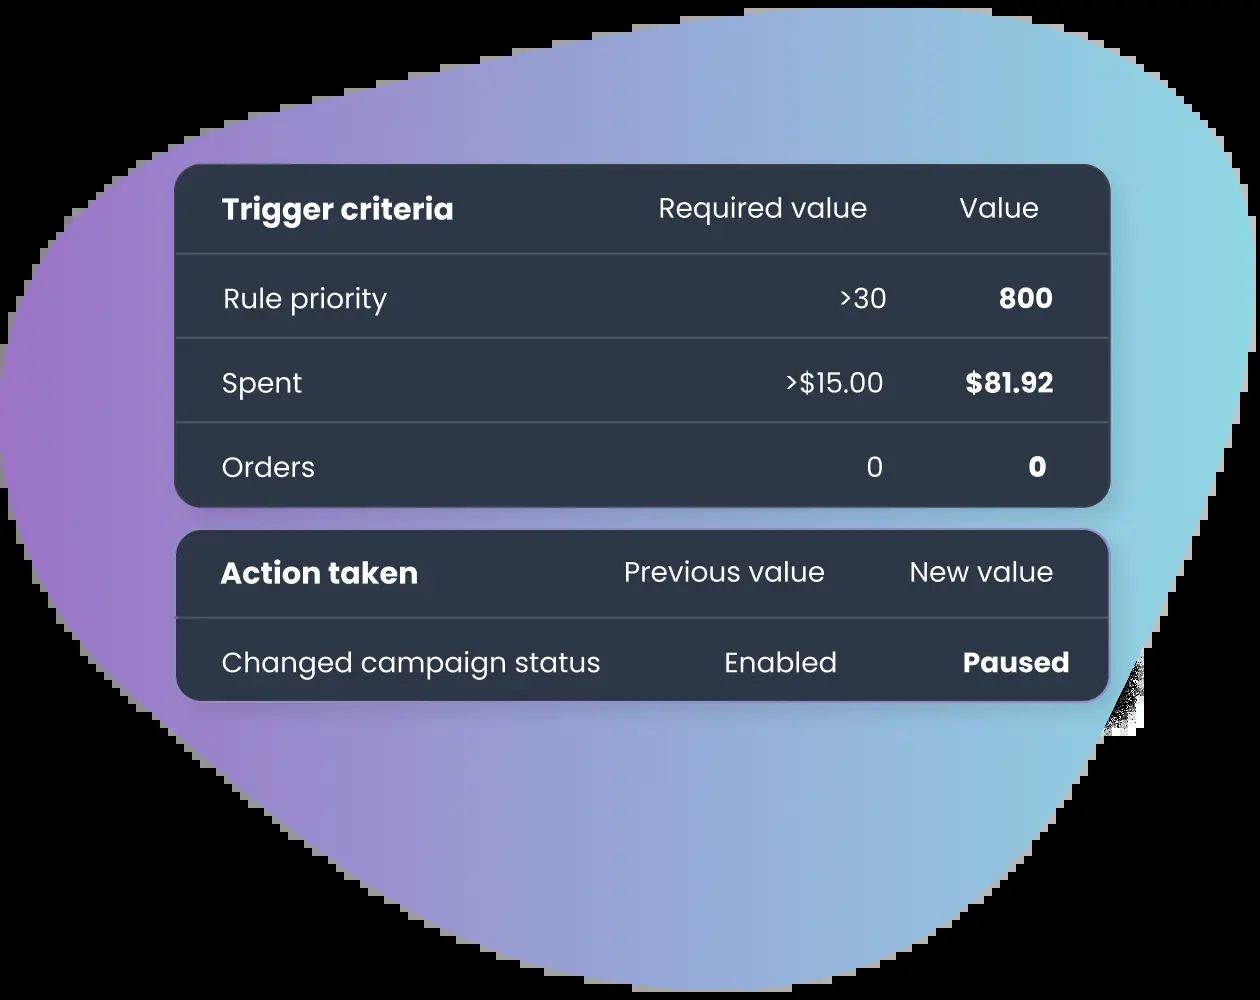 Trigger criteria Required value Value
Rule priority >30 800
Spent >$15.00 $81.92
Orders 0 0
Action taken Previous value New value
Changed campaign status Enabled Paused